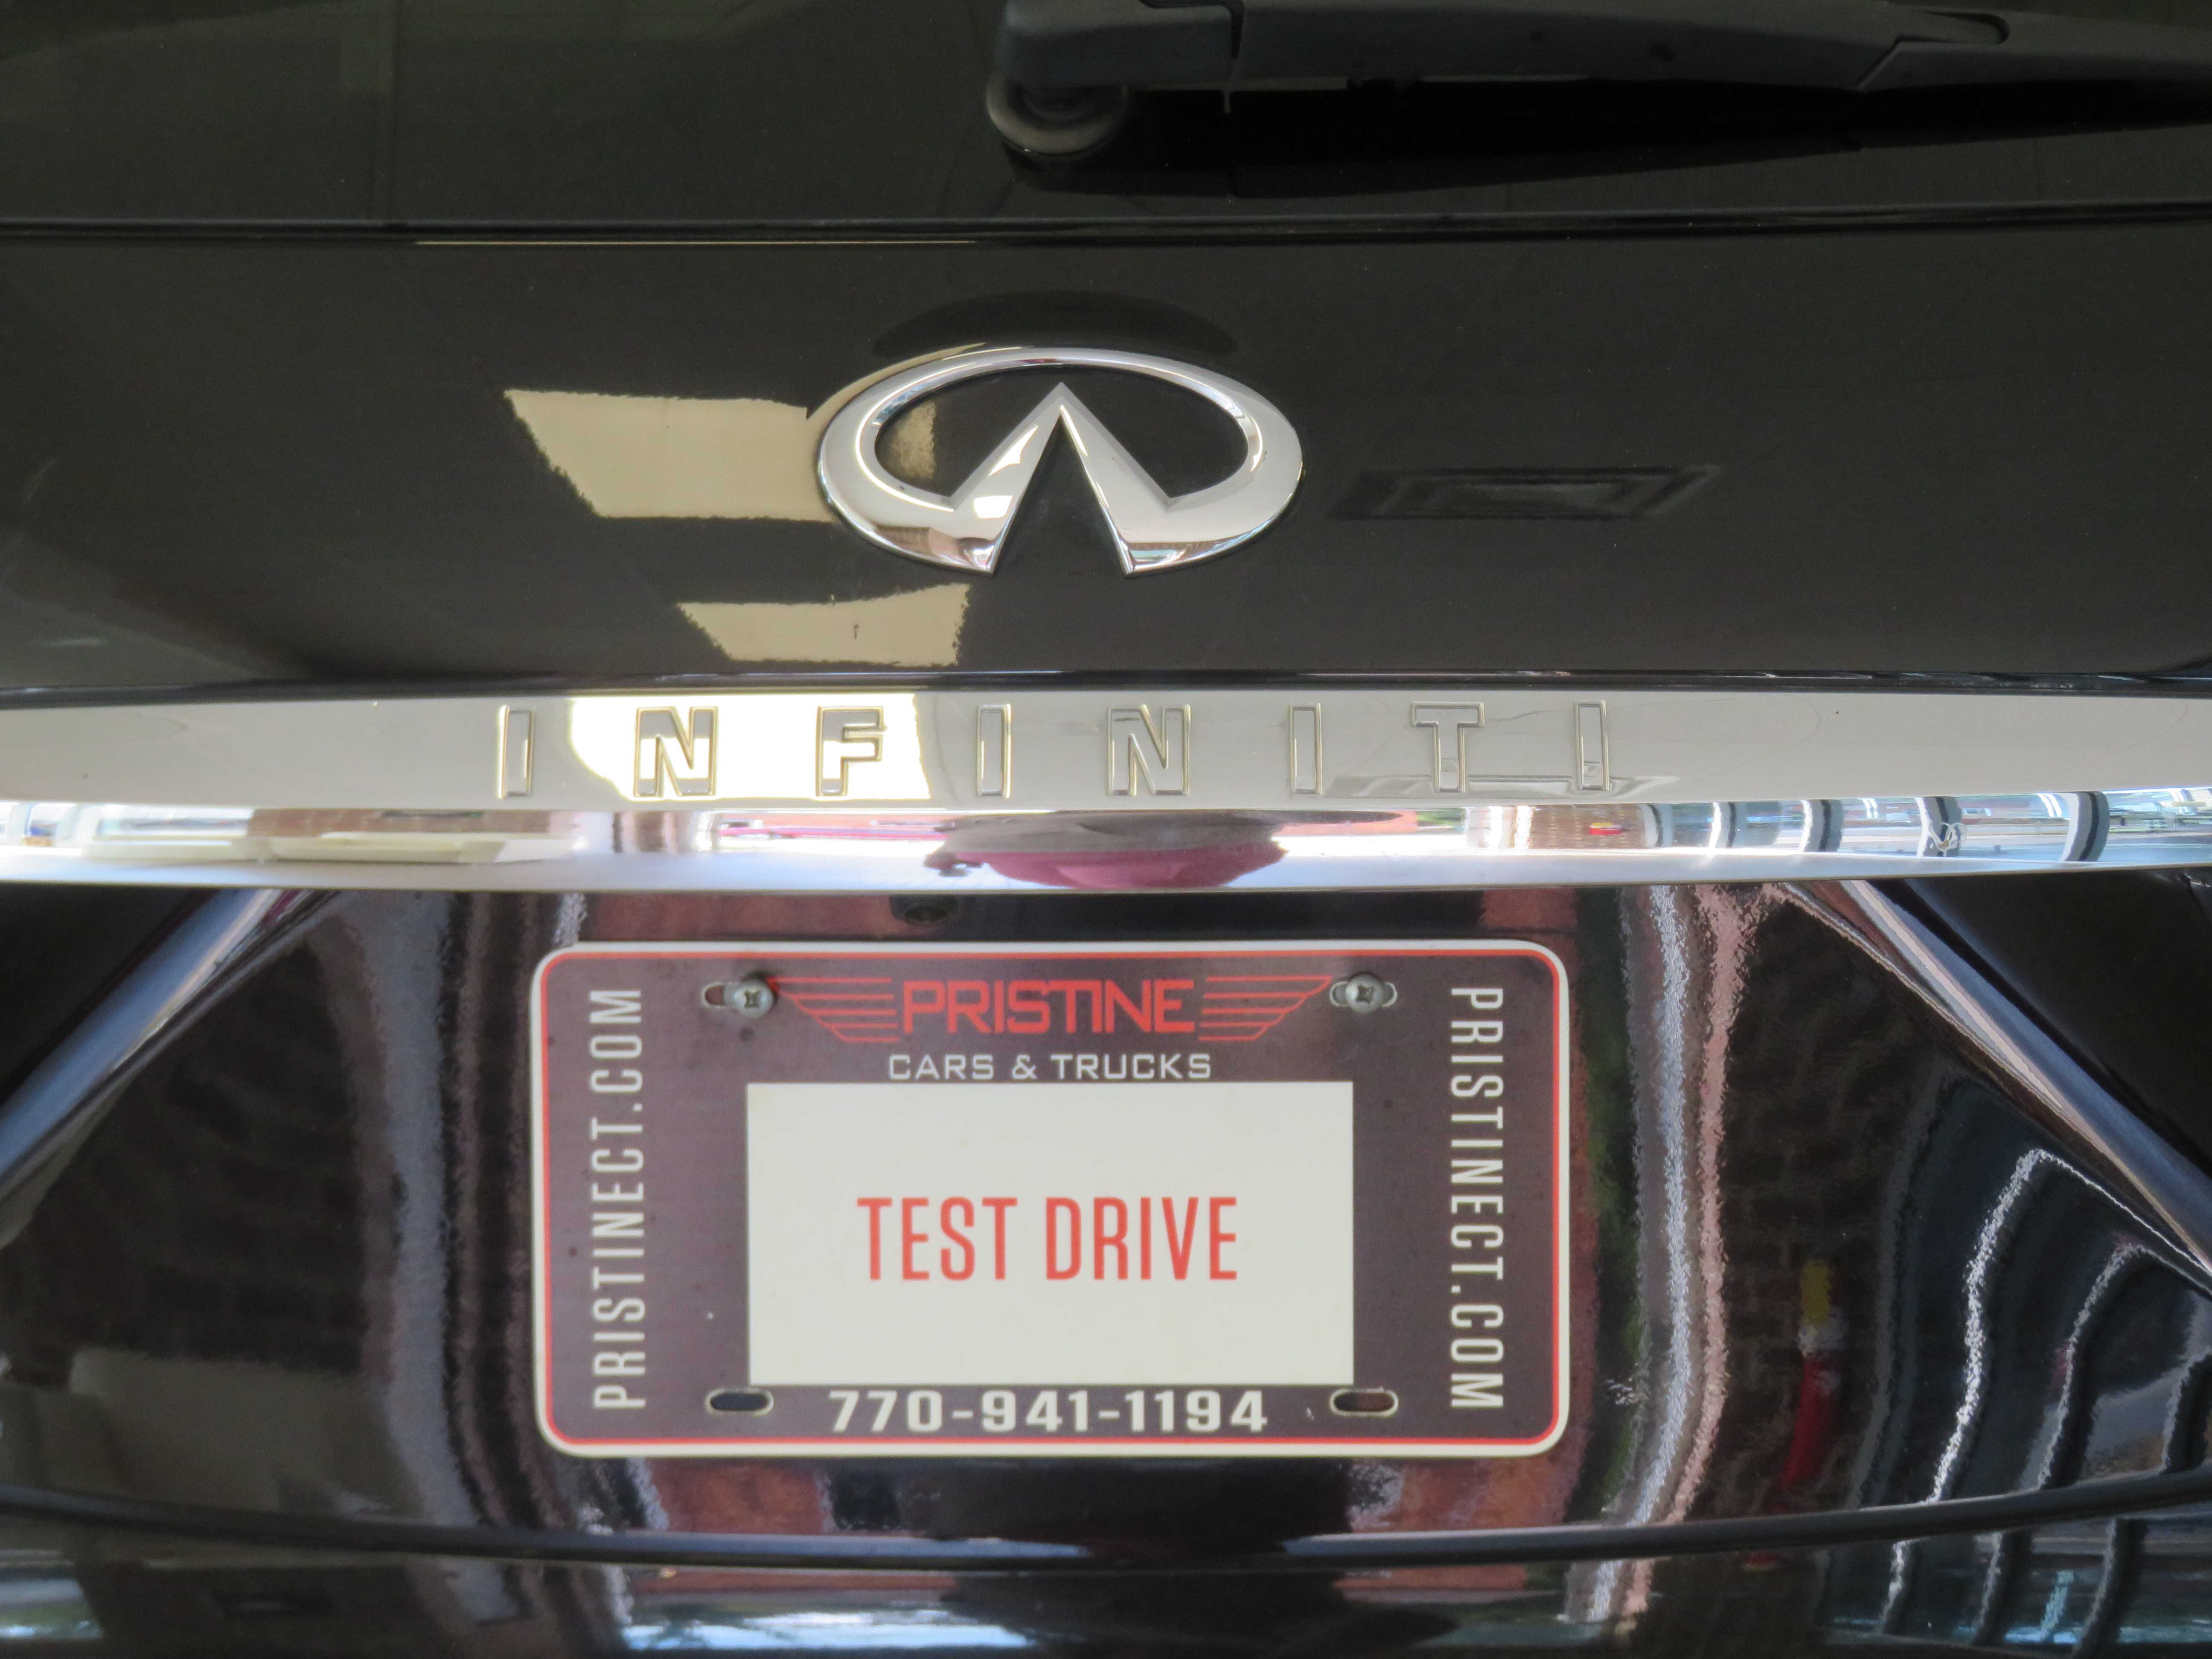 INFINITI
PRISTINE
CARS & TRUCKS
PRISTINECT.COM
TEST DRIVE
PRISTINECT.COM
770-941-1194